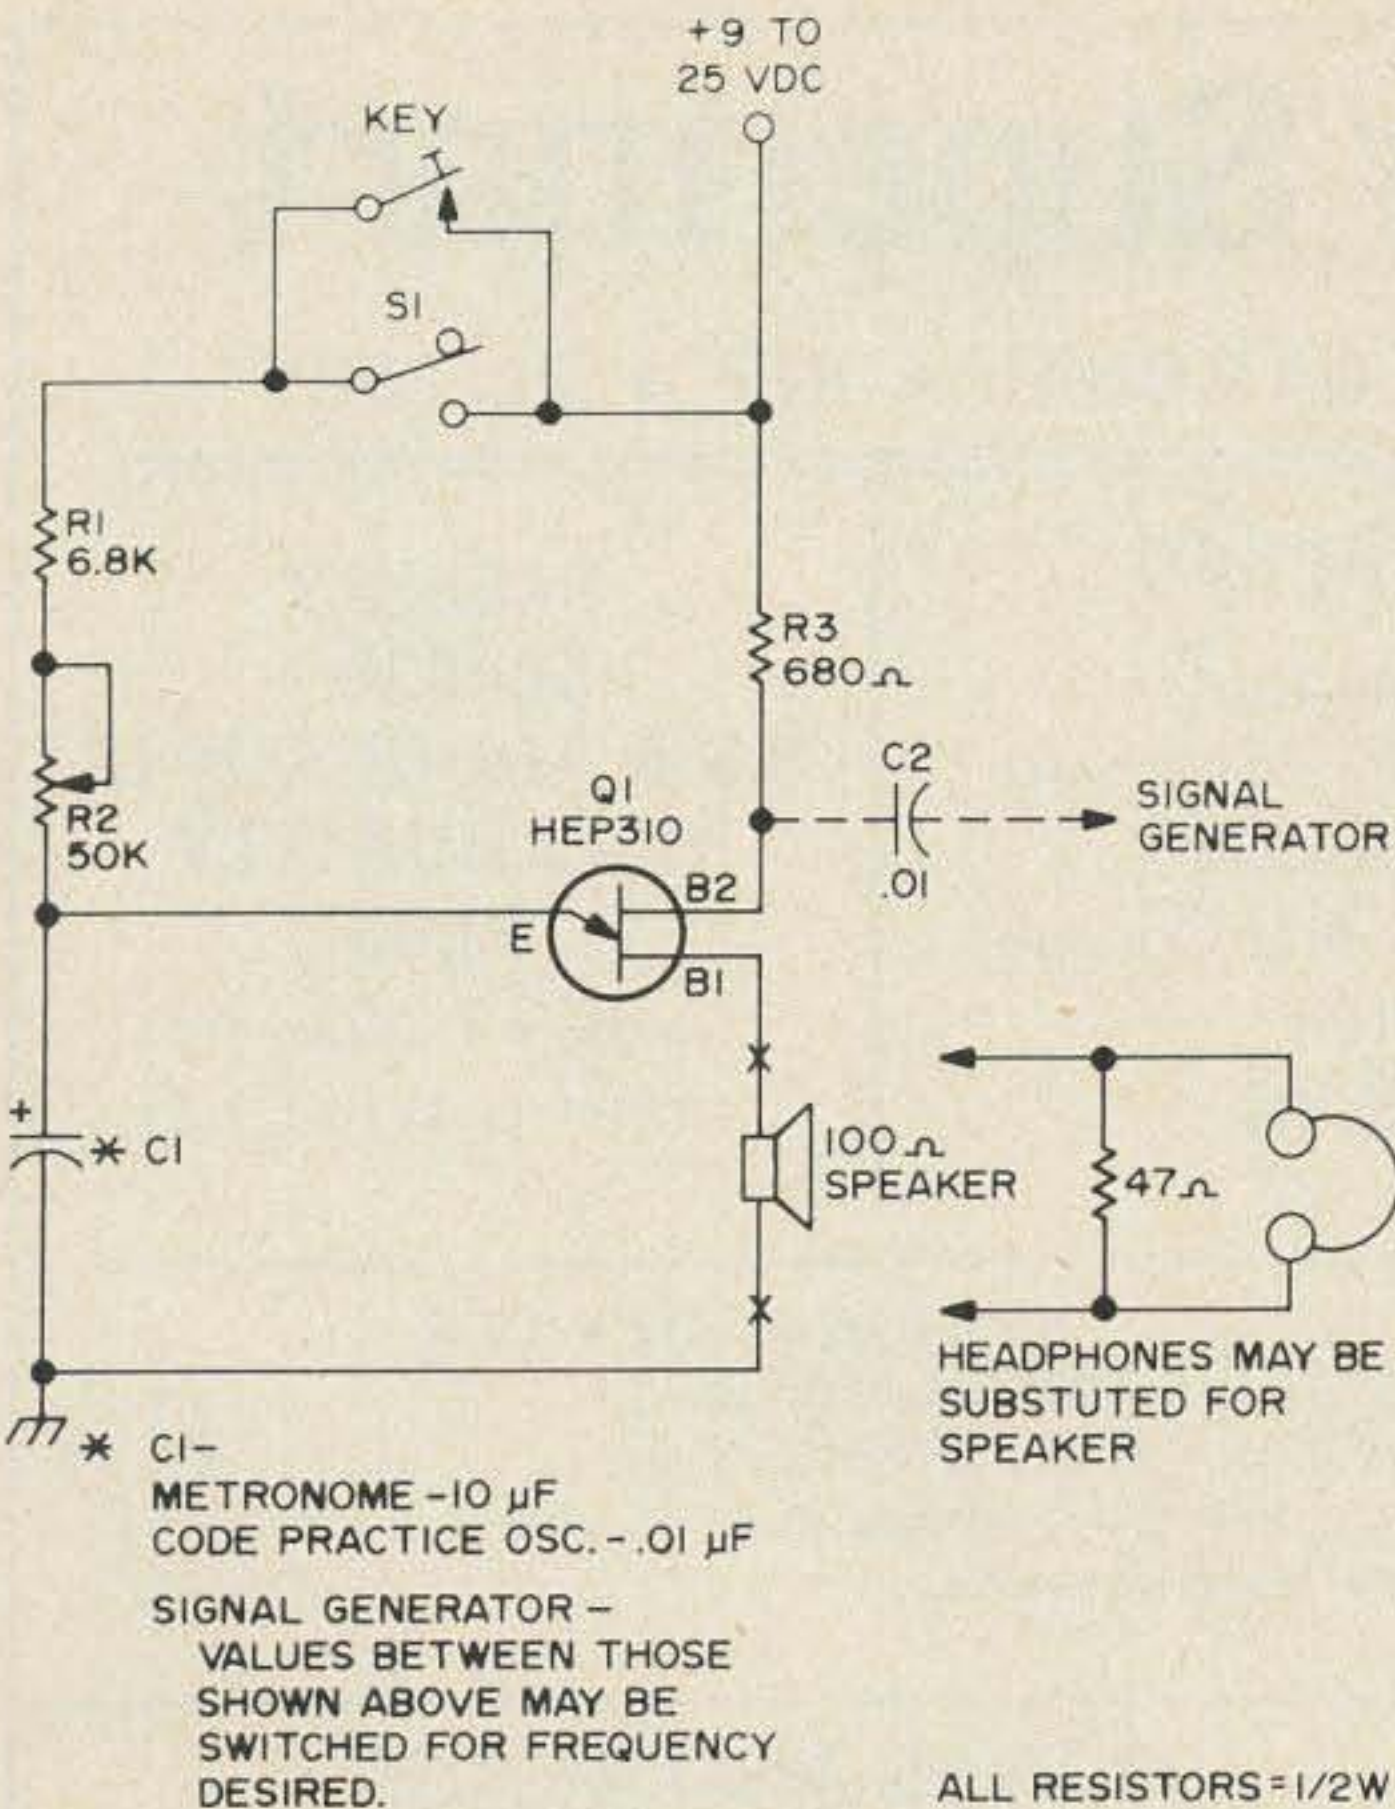 +9 TO
25 VDC
KEY
S1
R1
6.8K
R3
680Ω
C2
SIGNAL
GENERATOR
.01
R2
50K
Q1
HEP310
B2
E
B1
+
* C1
100Ω
SPEAKER
47Ω
HEADPHONES MAY BE
SUBSTUTED FOR
SPEAKER
* C1-
METRONOME - 10 µF
CODE PRACTICE OSC. - .01 µF
SIGNAL GENERATOR -
VALUES BETWEEN THOSE
SHOWN ABOVE MAY BE
SWITCHED FOR FREQUENCY
DESIRED.
ALL RESISTORS = 1/2W